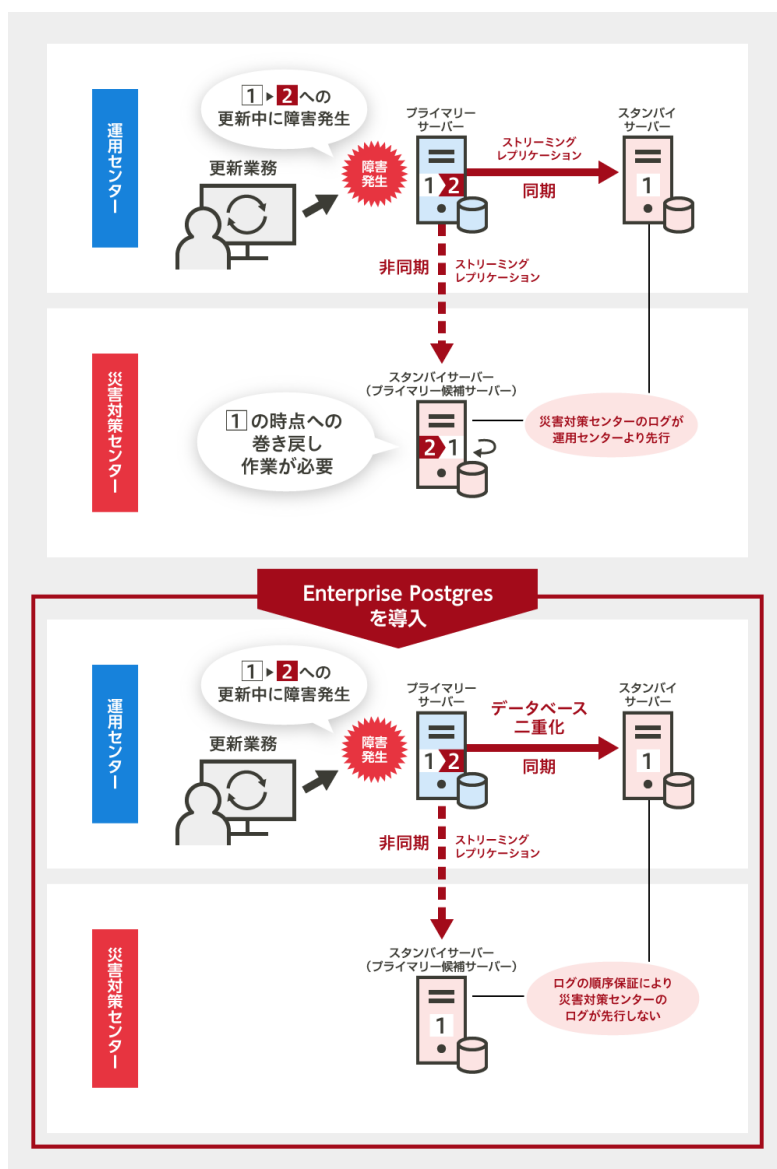 運用センター
1▶2への
更新中に障害発生
更新業務
障害
発生
プライマリー
サーバー
1 2
ストリーミング
レプリケーション
同期
スタンバイ
サーバー
1
非同期
ストリーミング
レプリケーション
災害対策センター
1の時点への
巻き戻し
作業が必要
スタンバイサーバー
(プライマリー候補サーバー)
2 1
災害対策センターのログが
運用センターより先行
Enterprise Postgres
を導入
運用センター
1▶2への
更新中に障害発生
更新業務
障害
発生
プライマリー
サーバー
1 2
データベース
二重化
同期
スタンバイ
サーバー
1
非同期
ストリーミング
レプリケーション
災害対策センター
スタンバイサーバー
(プライマリー候補サーバー)
1
ログの順序保証により
災害対策センターの
ログが先行しない